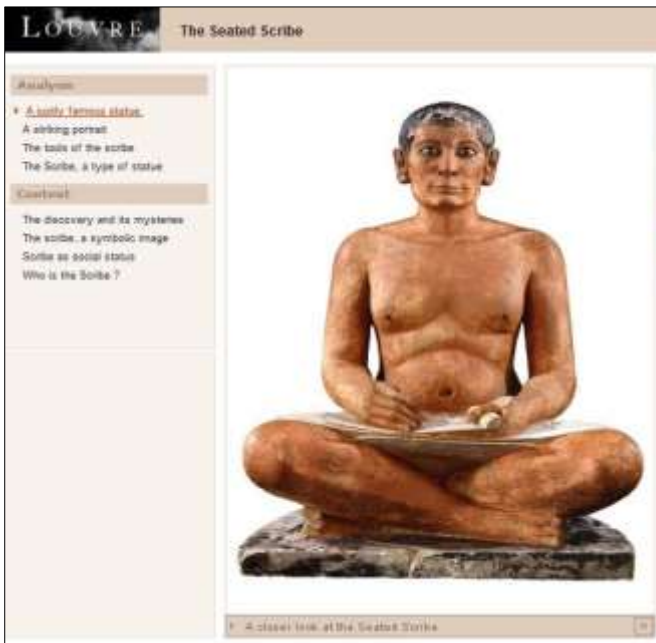 LOUVRE
The Seated Scribe
Analyses
A justly famous statue.
A striking portrait
The tools of the scribe
The Scribe, a type of statue
Context
The discovery and its mysteries
The scribe, a symbolic image
Scribe as social status
Who is the Scribe ?
A closer look at the Seated Scribe